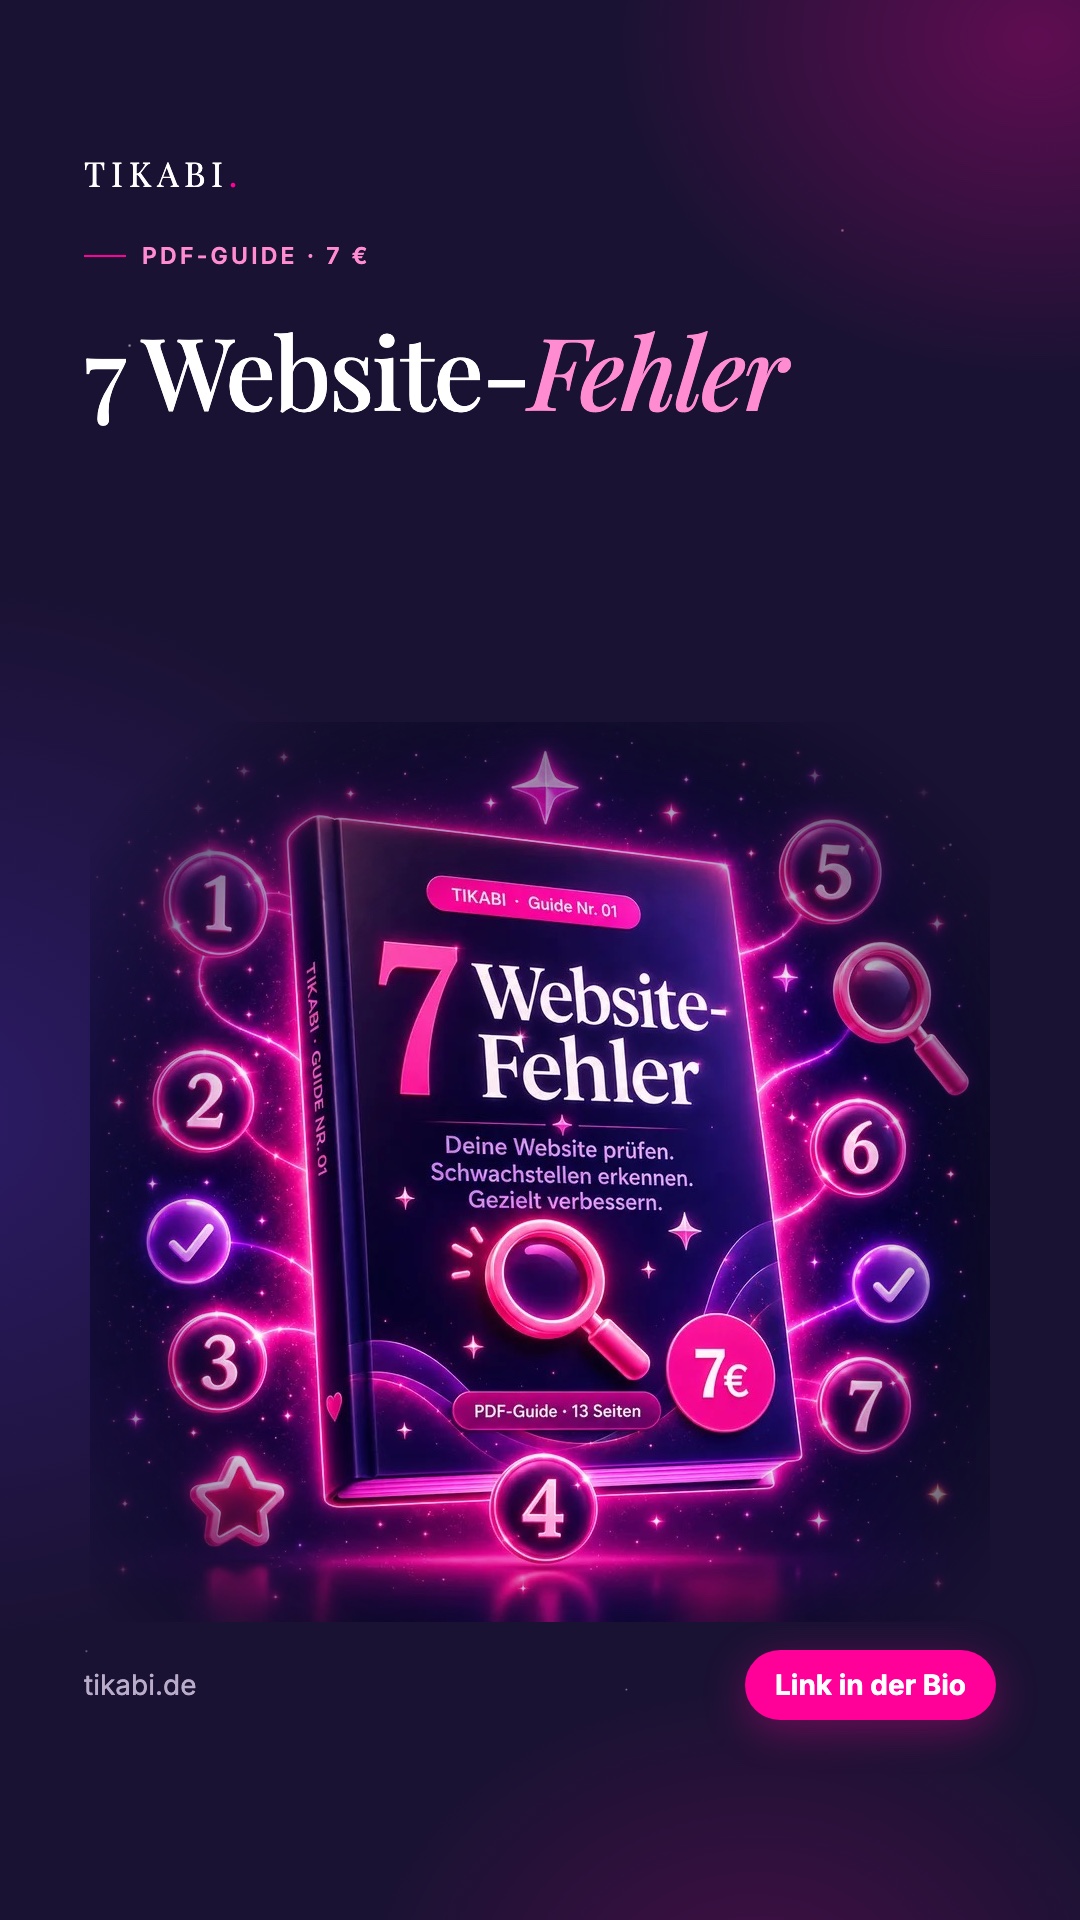 TIKABI.
PDF-GUIDE · 7 €
7 Website-Fehler
TIKABI · Guide Nr. 01
7 Website-
Fehler
Deine Website prüfen.
Schwachstellen erkennen.
Gezielt verbessern.
7€
PDF-Guide · 13 Seiten
TIKABI · GUIDE NR. 01
1
2
3
4
5
6
7
tikabi.de
Link in der Bio